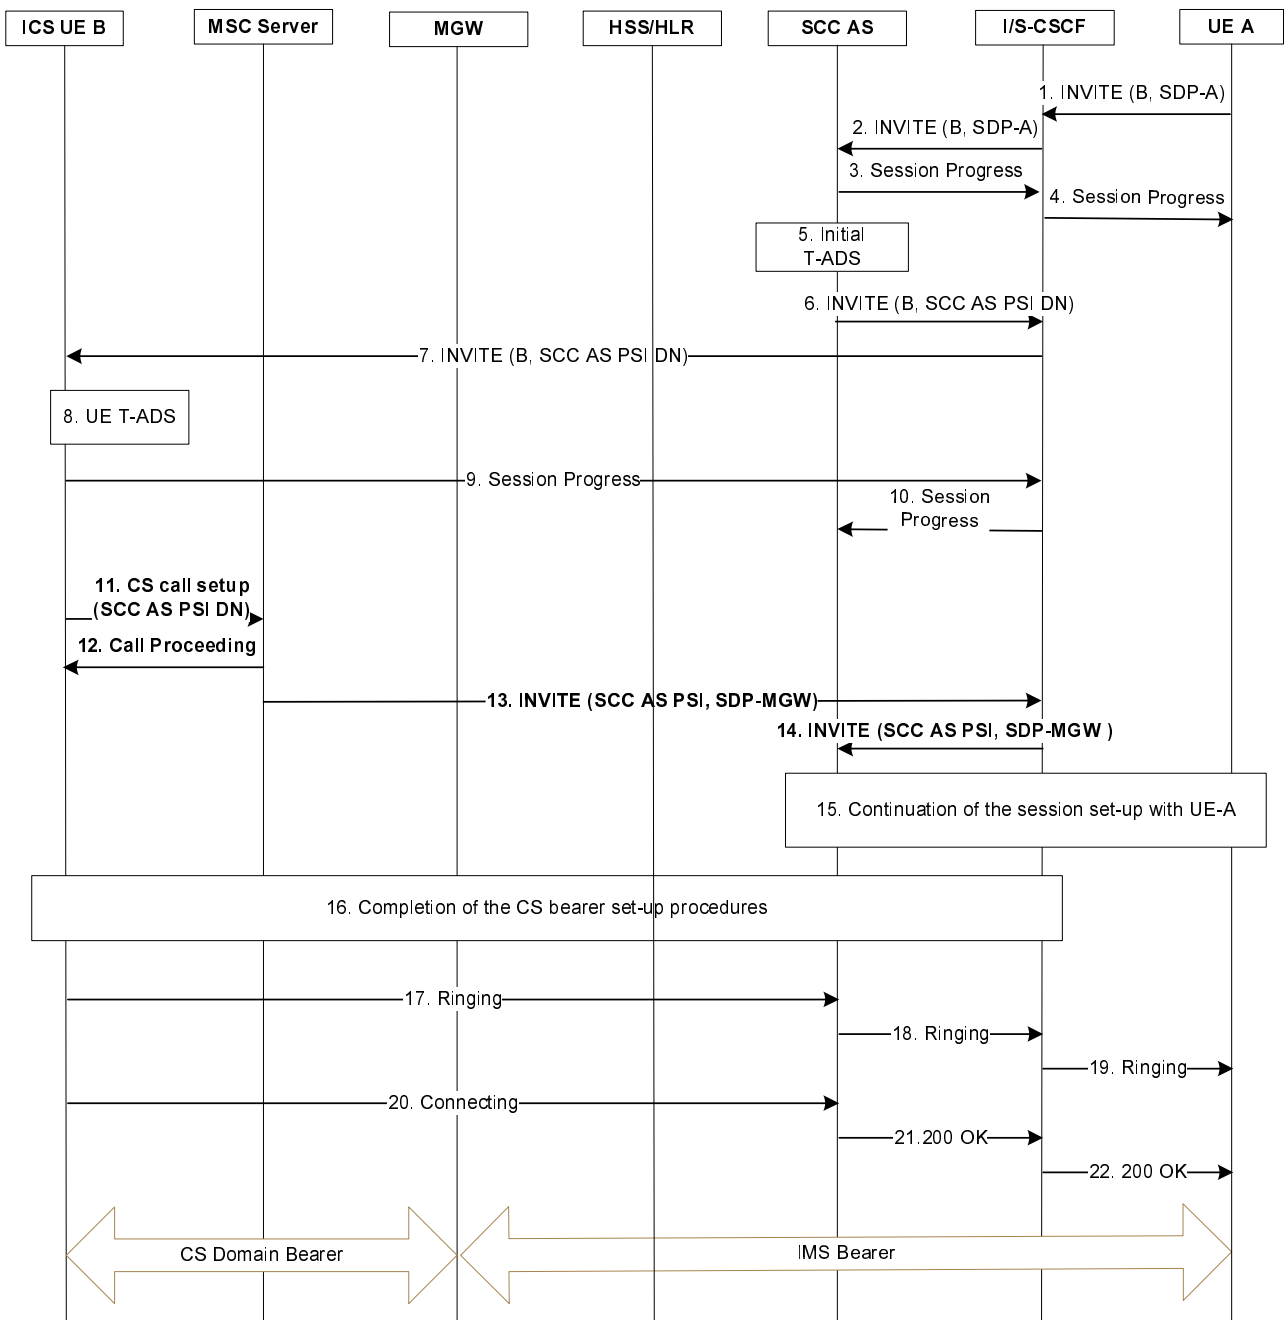 ICS UE B
MSC Server
MGW
HSS/HLR
SCC AS
I/S-CSCF
UE A
1. INVITE (B, SDP-A)
2. INVITE (B, SDP-A)
3. Session Progress
4. Session Progress
5. Initial
T-ADS
6. INVITE (B, SCC AS PSI DN)
7. INVITE (B, SCC AS PSI DN)
8. UE T-ADS
9. Session Progress
10. Session
Progress
11. CS call setup
(SCC AS PSI DN)
12. Call Proceeding
13. INVITE (SCC AS PSI, SDP-MGW)
14. INVITE (SCC AS PSI, SDP-MGW )
15. Continuation of the session set-up with UE-A
16. Completion of the CS bearer set-up procedures
17. Ringing
18. Ringing
19. Ringing
20. Connecting
21.200 OK
22. 200 OK
CS Domain Bearer
IMS Bearer